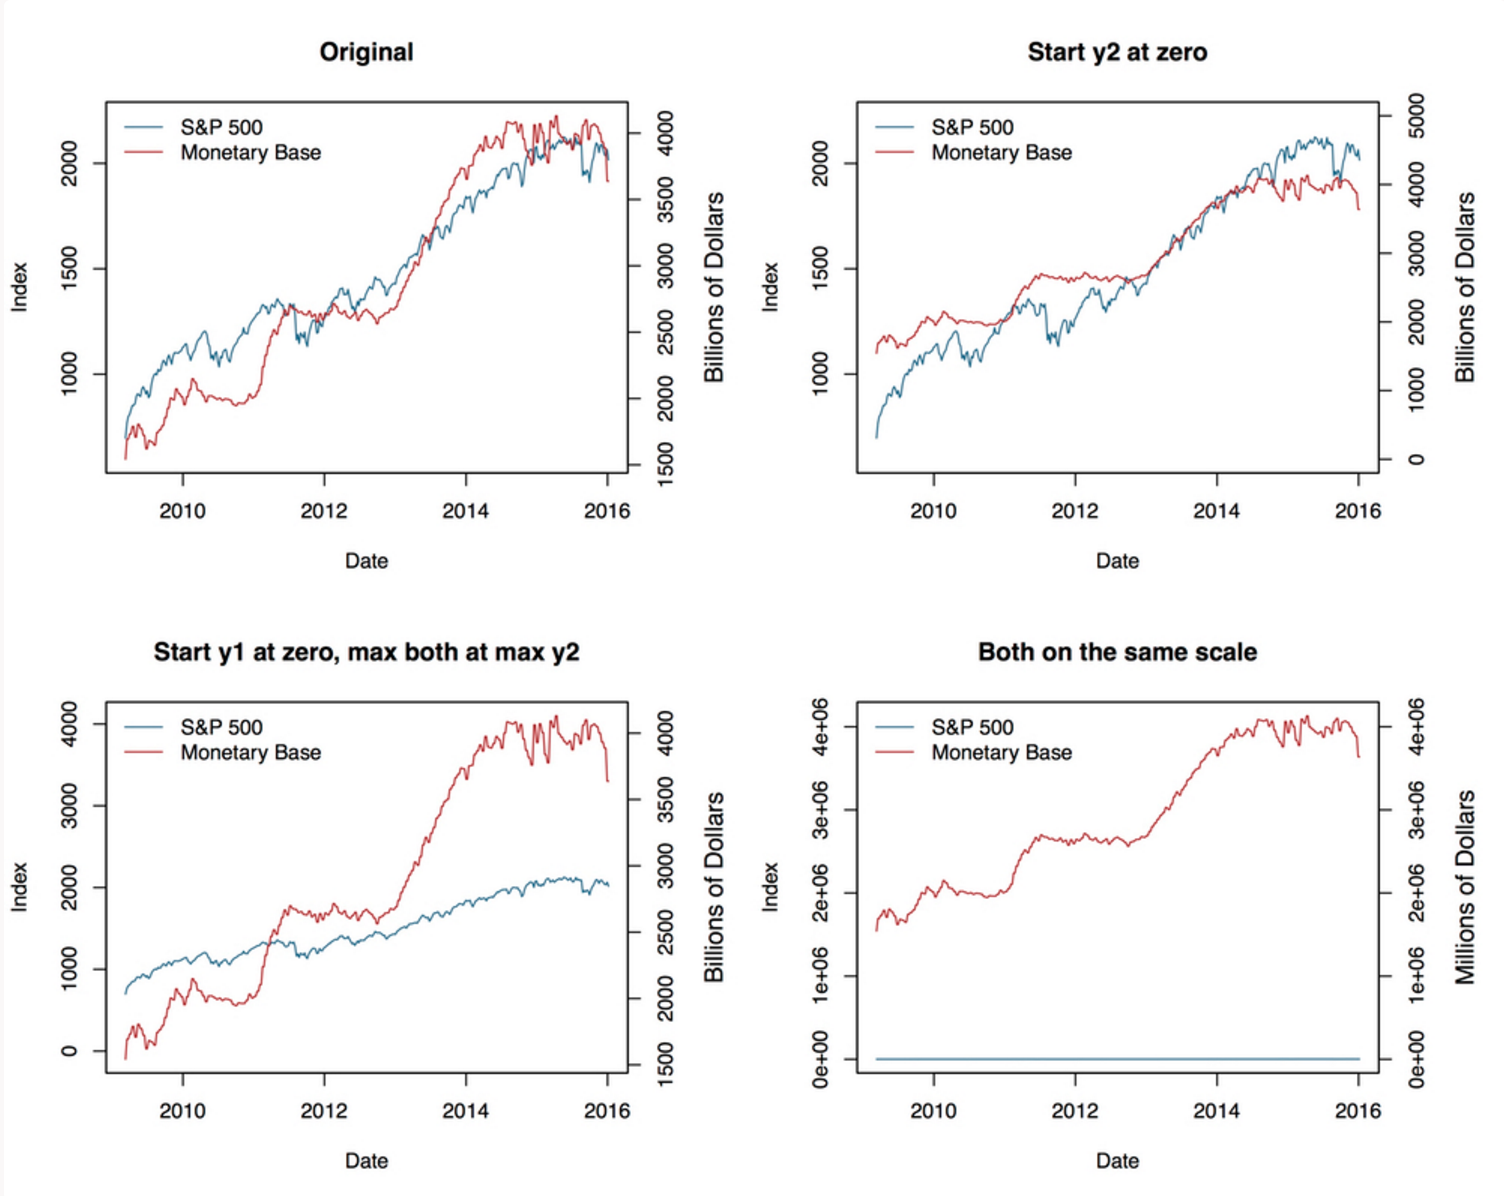 Original
S&P 500
Monetary Base
2000
1500
1000
Index
4000
3500
3000
2500
2000
1500
Billions of Dollars
2010 2012 2014 2016
Date
Start y2 at zero
S&P 500
Monetary Base
2000
1500
1000
Index
5000
4000
3000
2000
1000
0
Billions of Dollars
2010 2012 2014 2016
Date
Start y1 at zero, max both at max y2
S&P 500
Monetary Base
4000
3000
2000
1000
0
Index
4000
3500
3000
2500
2000
1500
Billions of Dollars
2010 2012 2014 2016
Date
Both on the same scale
S&P 500
Monetary Base
4e+06
3e+06
2e+06
1e+06
0e+00
Index
4e+06
3e+06
2e+06
1e+06
0e+00
Millions of Dollars
2010 2012 2014 2016
Date